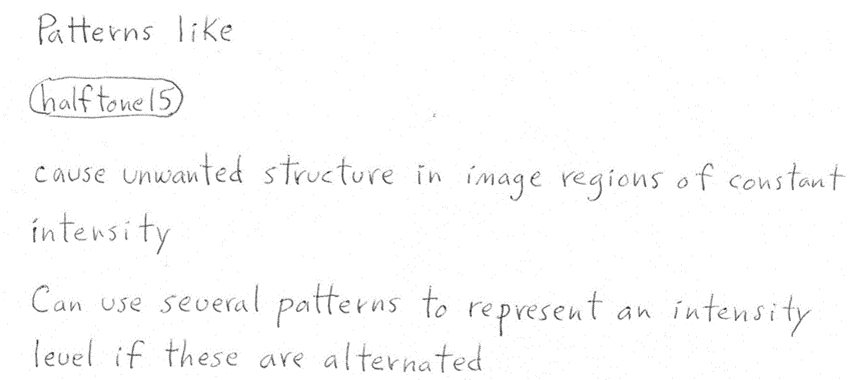 Patterns like
halftone15
cause unwanted structure in image regions of constant
intensity
Can use several patterns to represent an intensity
level if these are alternated